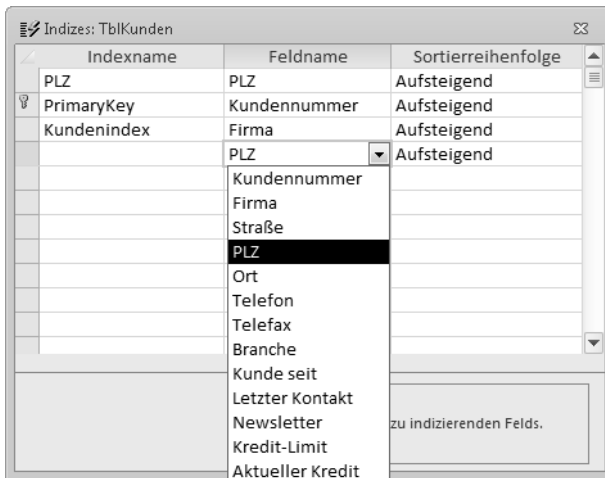 Indizes: TblKunden
Indexname Feldname Sortierreihenfolge
PLZ PLZ Aufsteigend
PrimaryKey Kundennummer Aufsteigend
Kundenindex Firma Aufsteigend
PLZ Aufsteigend
Kundennummer
Firma
Straße
PLZ
Ort
Telefon
Telefax
Branche
Kunde seit
Letzter Kontakt
Newsletter zu indizierenden Felds.
Kredit-Limit
Aktueller Kredit